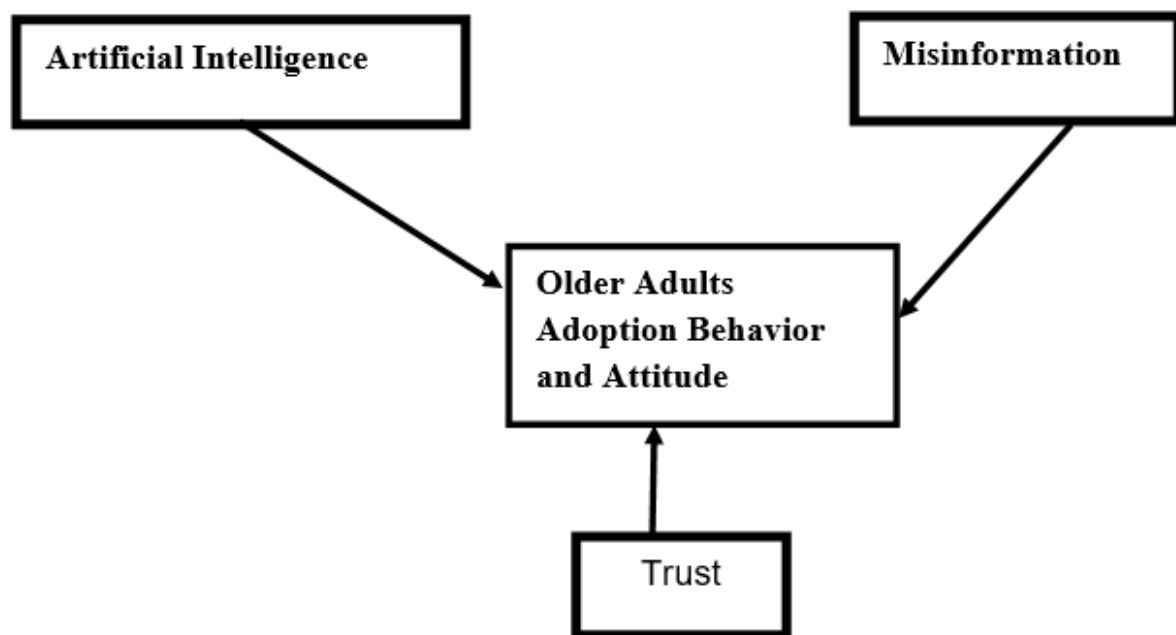 Artificial Intelligence
Misinformation
Older Adults
Adoption Behavior
and Attitude
Trust